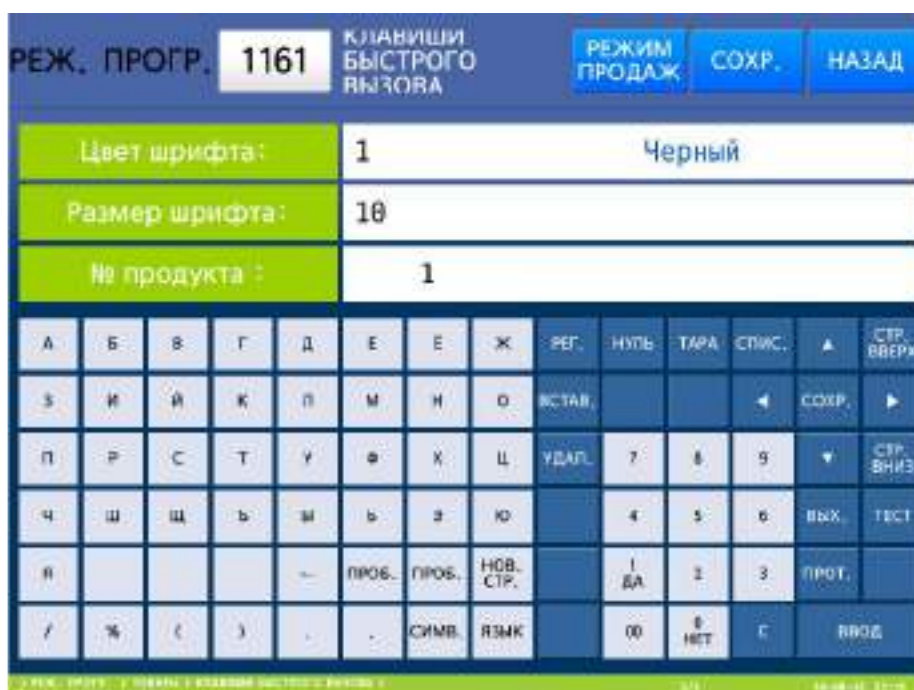 РЕЖ. ПРОГР. 1161 КЛАВИШИ БЫСТРОГО ВЫЗОВА РЕЖИМ ПРОДАЖ СОХР. НАЗАД
Цвет шрифта: 1 Черный
Размер шрифта: 10
№ продукта : 1
А Б В Г Д Е Ё Ж РЕГ. НУЛЬ ТАРА СПИС. ▲ СТР. ВВЕРХ
З И Й К Л М Н О ВСТАВ. ◄ СОХР. ►
П Р С Т У Ф Х Ц УДАЛ. 7 8 9 ▼ СТР. ВНИЗ
Ч Ш Щ Ъ Ы Ь Э Ю 4 5 6 ВЫХ. ТЕСТ
Я ← ПРОБ. ПРОБ. НОВ. СТР. 1 ДА 2 3 ПРОТ.
/ % ( ) СИМВ. ЯЗЫК 00 0 НЕТ С ВВОД